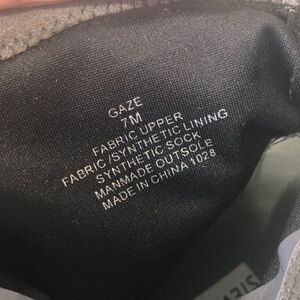 GAZE
7M
FABRIC UPPER
FABRIC/SYNTHETIC LINING
SYNTHETIC SOCK
MANMADE OUTSOLE
MADE IN CHINA 1028